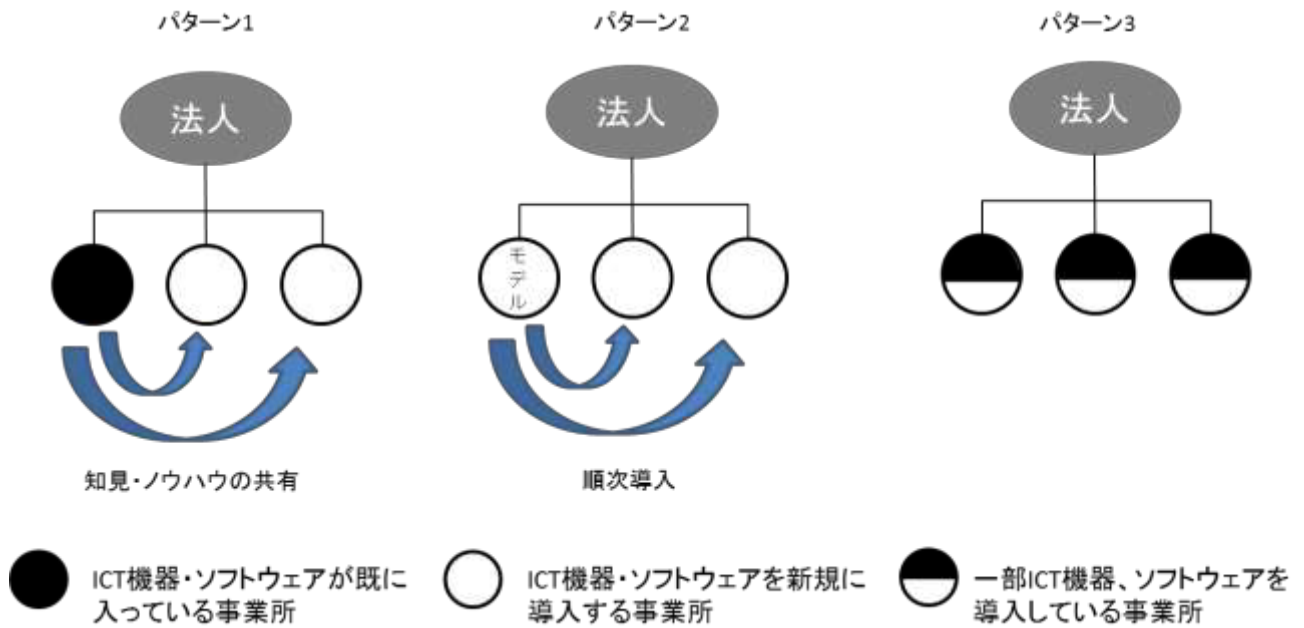 パターン1
パターン2
パターン3
法人
法人
法人
モデル
知見・ノウハウの共有
順次導入
ICT機器・ソフトウェアが既に
入っている事業所
ICT機器・ソフトウェアを新規に
導入する事業所
一部ICT機器、ソフトウェアを
導入している事業所